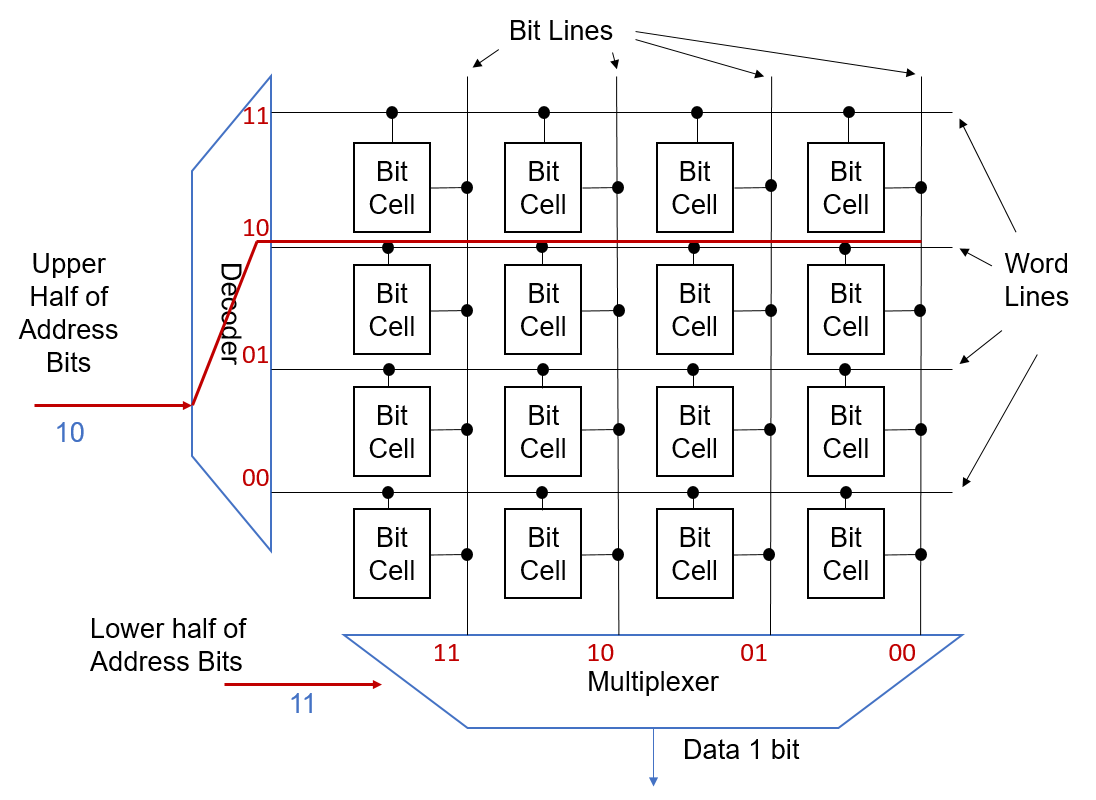 Bit Lines
11
Bit
Cell
Bit
Cell
Bit
Cell
Bit
Cell
10
Upper
Half of
Address
Bits
10
Decoder
Word
Lines
Bit
Cell
Bit
Cell
Bit
Cell
Bit
Cell
01
Bit
Cell
Bit
Cell
Bit
Cell
Bit
Cell
00
Bit
Cell
Bit
Cell
Bit
Cell
Bit
Cell
Lower half of
Address Bits
11
11
10
01
00
Multiplexer
Data 1 bit